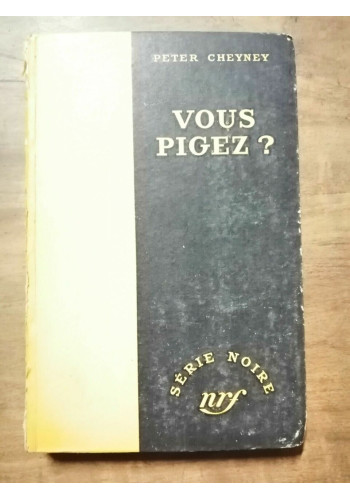 PETER CHEYNEY
VOUS
PIGEZ ?
SÉRIE NOIRE
nrf